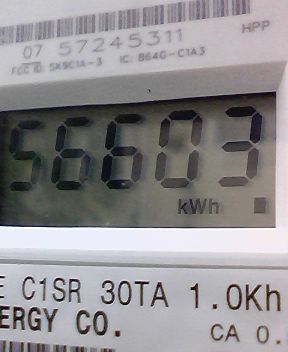 HPP
07 57245311
FCC ID: SK9C1A-3 IC: 864G-C1A3
56603
kWh
E C1SR 30TA 1.0Kh
ERGY CO.
CA 0.